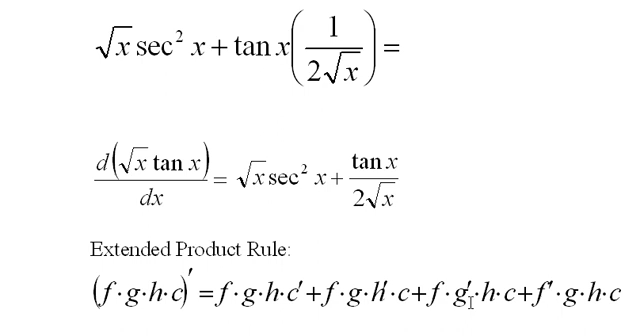 √x sec² x + tan x(1/(2√x)) =
d(√x tan x)/dx = √x sec² x + tan x/(2√x)
Extended Product Rule:
(f·g·h·c)′ = f·g·h·c′+f·g·h′·c+f·g′·h·c+f′·g·h·c